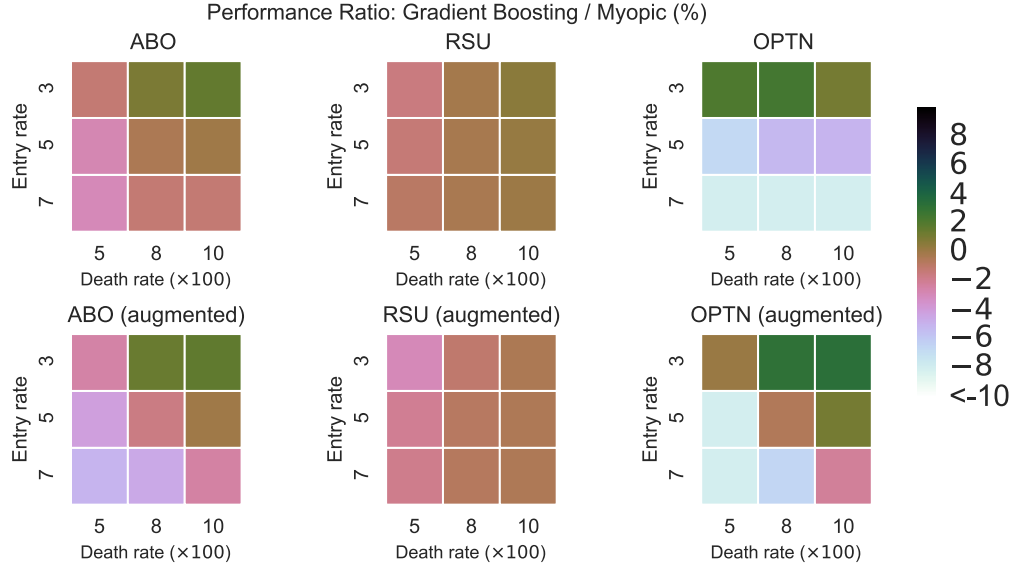 Performance Ratio: Gradient Boosting / Myopic (%)
ABO
RSU
OPTN
Entry rate
3
5
7
5 8 10
Death rate (×100)
Entry rate
3
5
7
5 8 10
Death rate (×100)
Entry rate
3
5
7
5 8 10
Death rate (×100)
ABO (augmented)
RSU (augmented)
OPTN (augmented)
Entry rate
3
5
7
5 8 10
Death rate (×100)
Entry rate
3
5
7
5 8 10
Death rate (×100)
Entry rate
3
5
7
5 8 10
Death rate (×100)
8
6
4
2
0
−2
−4
−6
−8
<-10